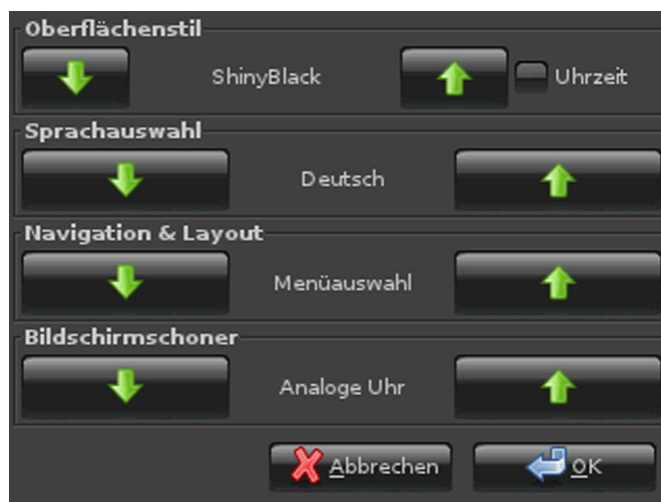 Oberflächenstil
ShinyBlack Uhrzeit
Sprachauswahl
Deutsch
Navigation & Layout
Menüauswahl
Bildschirmschoner
Analoge Uhr
Abbrechen OK